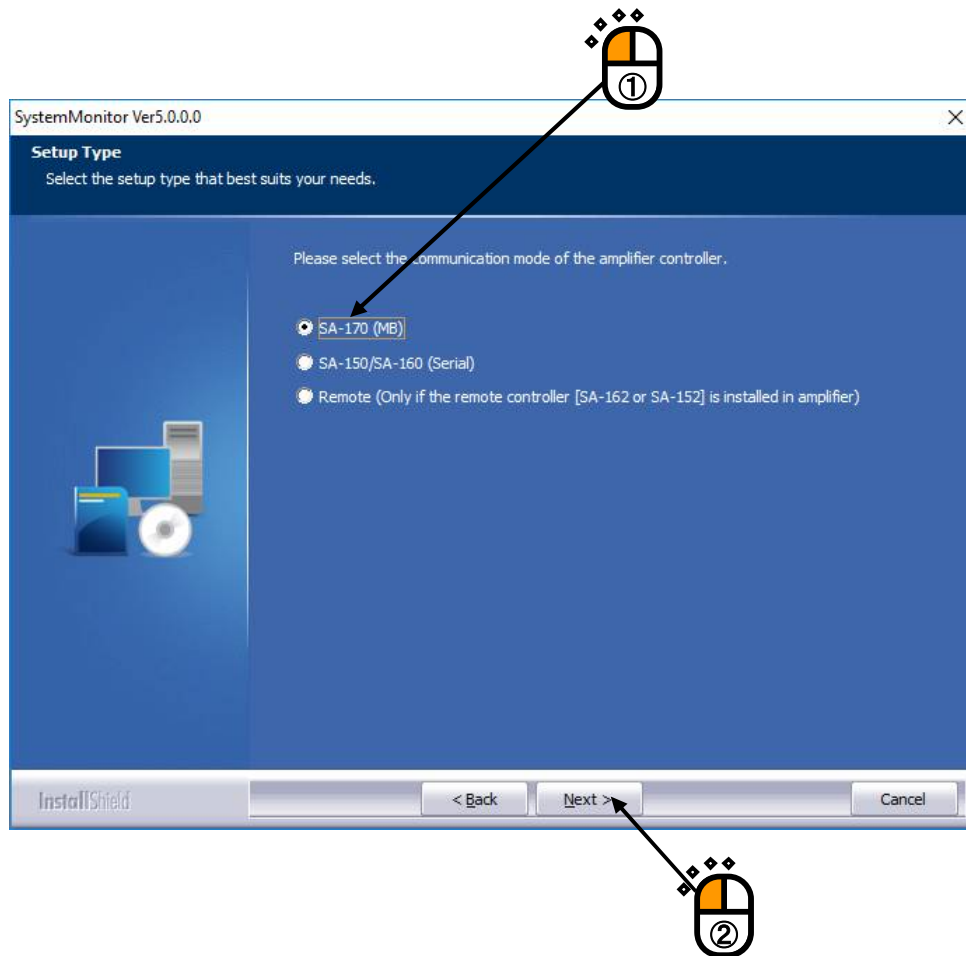 ①
SystemMonitor Ver5.0.0.0
Setup Type
Select the setup type that best suits your needs.
Please select the communication mode of the amplifier controller.
SA-170 (MB)
SA-150/SA-160 (Serial)
Remote (Only if the remote controller [SA-162 or SA-152] is installed in amplifier)
InstallShield
< Back
Next >
Cancel
②